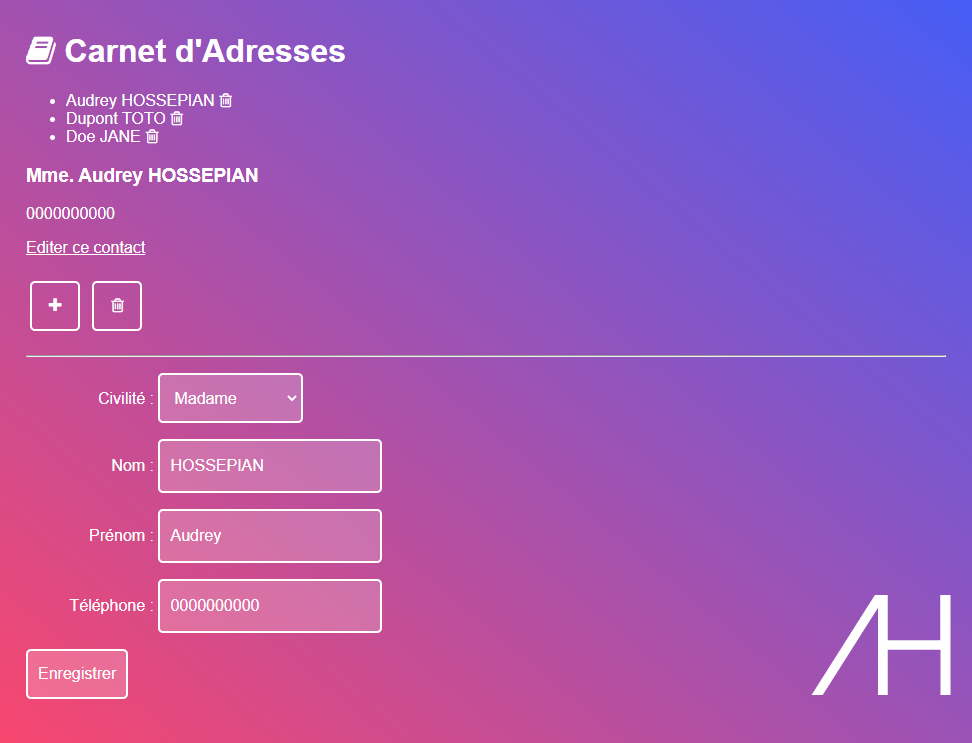 Carnet d'Adresses
Audrey HOSSEPIAN
Dupont TOTO
Doe JANE
Mme. Audrey HOSSEPIAN
0000000000
Editer ce contact
Civilité : Madame
Nom : HOSSEPIAN
Prénom : Audrey
Téléphone : 0000000000
Enregistrer
AH